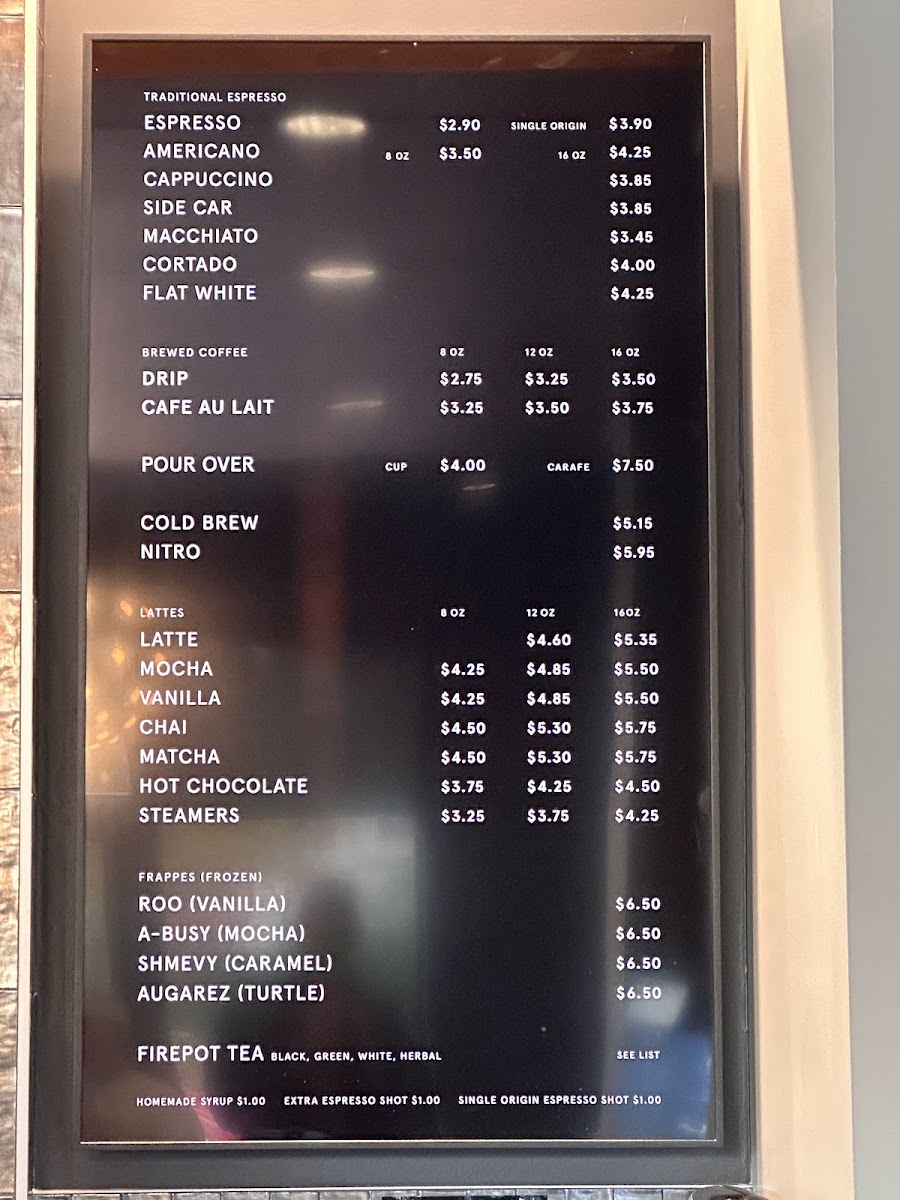 TRADITIONAL ESPRESSO
ESPRESSO $2.90 SINGLE ORIGIN $3.90
AMERICANO 8 OZ $3.50 16 OZ $4.25
CAPPUCCINO $3.85
SIDE CAR $3.85
MACCHIATO $3.45
CORTADO $4.00
FLAT WHITE $4.25
BREWED COFFEE 8 OZ 12 OZ 16 OZ
DRIP $2.75 $3.25 $3.50
CAFE AU LAIT $3.25 $3.50 $3.75
POUR OVER CUP $4.00 CARAFE $7.50
COLD BREW $5.15
NITRO $5.95
LATTES 8 OZ 12 OZ 16OZ
LATTE $4.60 $5.35
MOCHA $4.25 $4.85 $5.50
VANILLA $4.25 $4.85 $5.50
CHAI $4.50 $5.30 $5.75
MATCHA $4.50 $5.30 $5.75
HOT CHOCOLATE $3.75 $4.25 $4.50
STEAMERS $3.25 $3.75 $4.25
FRAPPES (FROZEN)
ROO (VANILLA) $6.50
A-BUSY (MOCHA) $6.50
SHMEVY (CARAMEL) $6.50
AUGAREZ (TURTLE) $6.50
FIREPOT TEA BLACK, GREEN, WHITE, HERBAL SEE LIST
HOMEMADE SYRUP $1.00 EXTRA ESPRESSO SHOT $1.00 SINGLE ORIGIN ESPRESSO SHOT $1.00